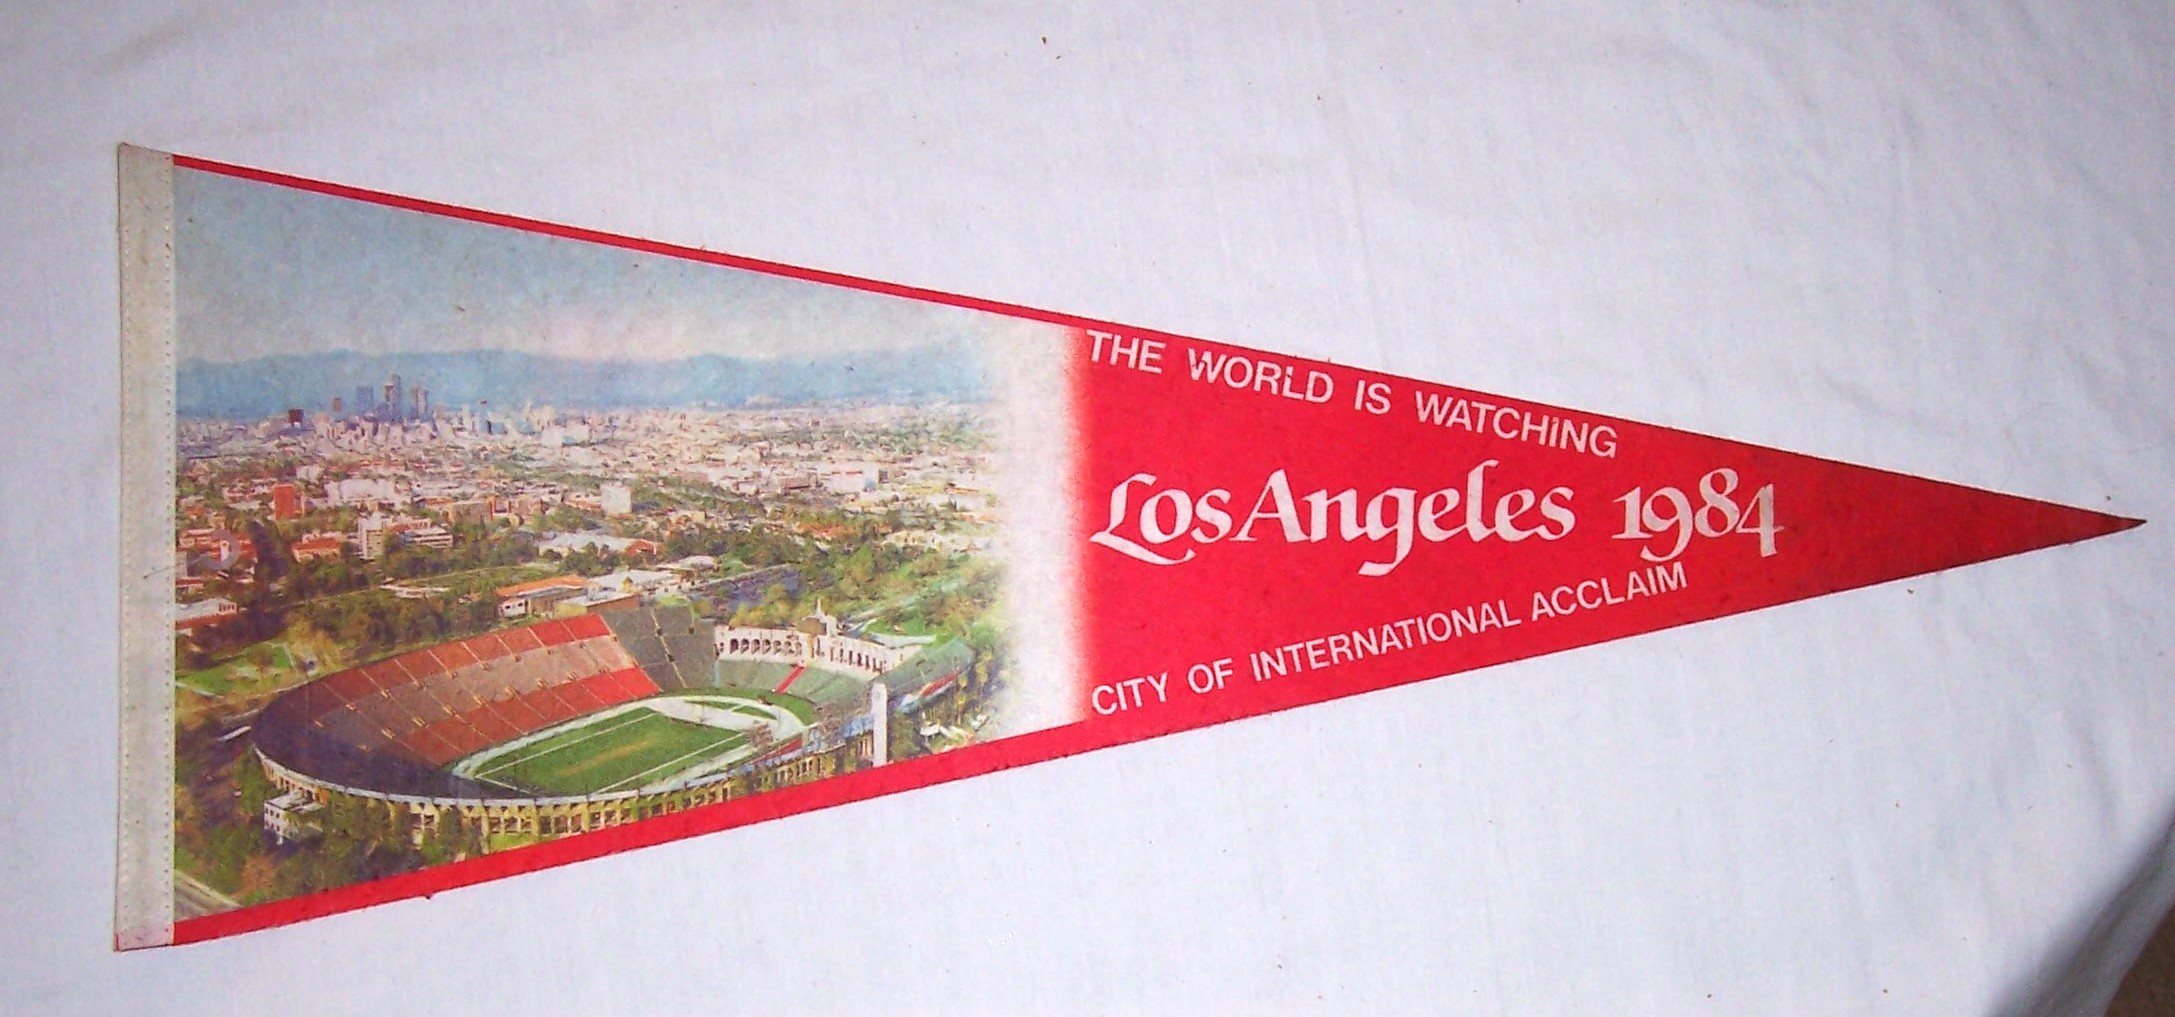 THE WORLD IS WATCHING
Los Angeles 1984
CITY OF INTERNATIONAL ACCLAIM